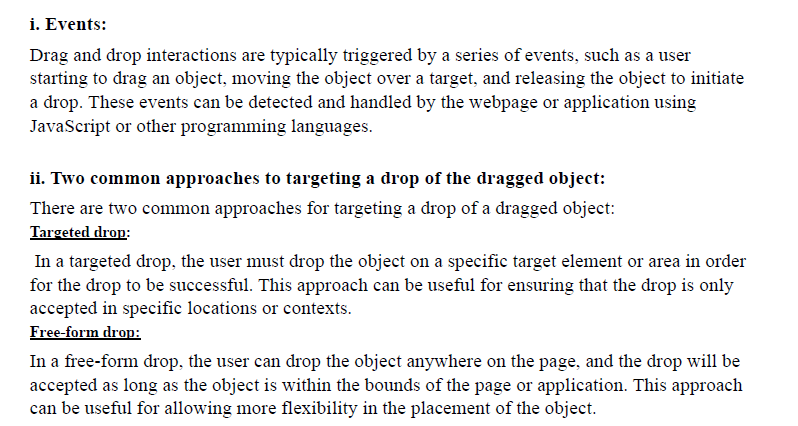 i. Events:
Drag and drop interactions are typically triggered by a series of events, such as a user
starting to drag an object, moving the object over a target, and releasing the object to initiate
a drop. These events can be detected and handled by the webpage or application using
JavaScript or other programming languages.
ii. Two common approaches to targeting a drop of the dragged object:
There are two common approaches for targeting a drop of a dragged object:
Targeted drop:
In a targeted drop, the user must drop the object on a specific target element or area in order
for the drop to be successful. This approach can be useful for ensuring that the drop is only
accepted in specific locations or contexts.
Free-form drop:
In a free-form drop, the user can drop the object anywhere on the page, and the drop will be
accepted as long as the object is within the bounds of the page or application. This approach
can be useful for allowing more flexibility in the placement of the object.